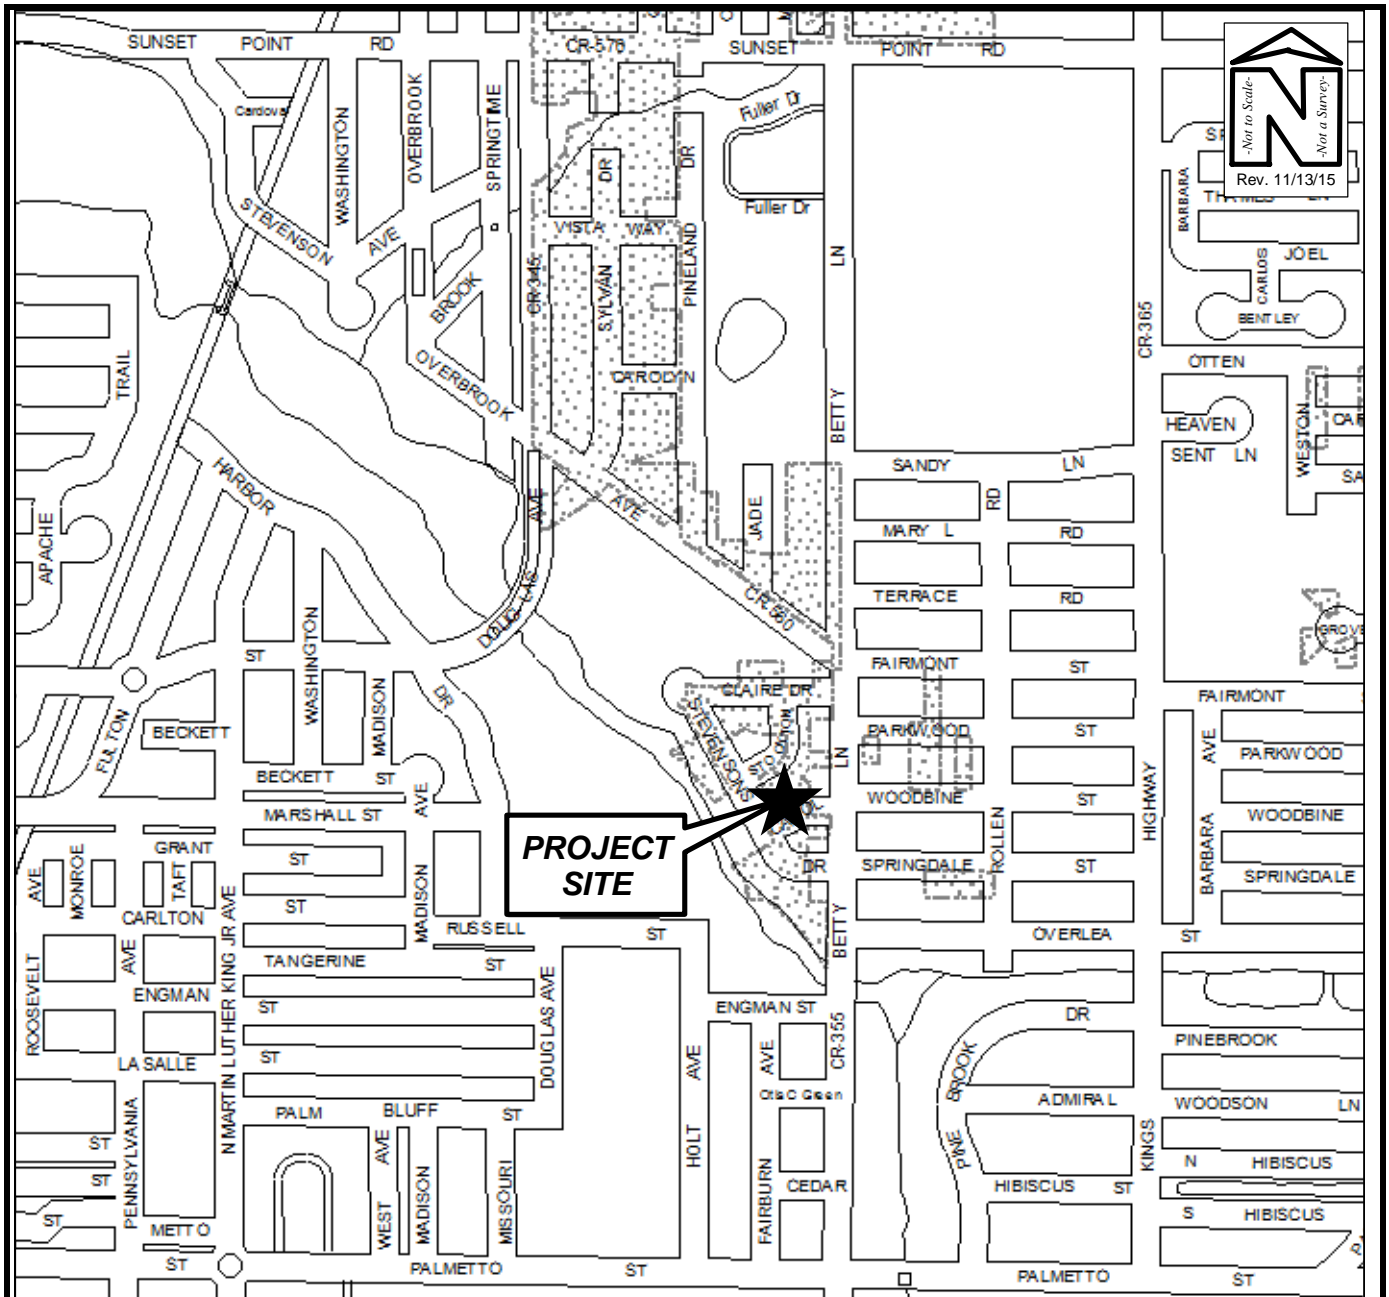 SUNSET POINT RD
CR-576
SUNSET POINT RD
-Not to Scale-
-Not a Survey-
Rev. 11/13/15
Cardova
WASHINGTON
OVERBROOK
SPRINGTIME
Fuller Dr
Fuller Dr
DR
DR
STEVENSON
AVE
VISTA WAY
BARBARA
JOEL
CARLOS
BENTLEY
BROOK
CR-345
SYLVAN
PINELAND
LN
CR-365
OTTEN
TRAIL
OVERBROOK
CAROLYN
BETTY
HEAVEN
SENT LN
WESTON
HARBOR
AVE
AVE
JADE
SANDY LN
RD
MARY L RD
APACHE
DOUGLAS
CR-560
TERRACE RD
WASHINGTON
ST
FAIRMONT ST
FAIRMONT
CLAIRE DR
STEVENSONS
MADISON
DR
FULTON
BECKETT
PARKWOOD ST
AVE
PARKWOOD
LN
BECKETT ST
AVE
MARSHALL ST
WOODBINE ST
HIGHWAY
WOODBINE
PROJECT
SITE
GRANT
ST
AVE
MONROE
TAFT
SPRINGDALE ST
DR
ROLLEN
BARBARA
SPRINGDALE
CARLTON
ST
MADISON
RUSSELL ST
BETTY
OVERLEA ST
ROOSEVELT
AVE
N MARTIN LUTHER KING JR AVE
TANGERINE ST
ENGMAN
ST
DOUGLAS AVE
ENGMAN ST
CR-355
DR
PINEBROOK
LA SALLE
ST
AVE
AVE
BROOK
PINE
Otis C Green
ADMIRAL
WOODSON LN
PALM BLUFF ST
ST
PENNSYLVANIA
AVE
HOLT
KINGS
N HIBISCUS
ST
WEST
MADISON
MISSOURI
FAIRBURN
CEDAR
HIBISCUS ST
ST
METTO
S HIBISCUS
ST
PALMETTO ST
PALMETTO ST